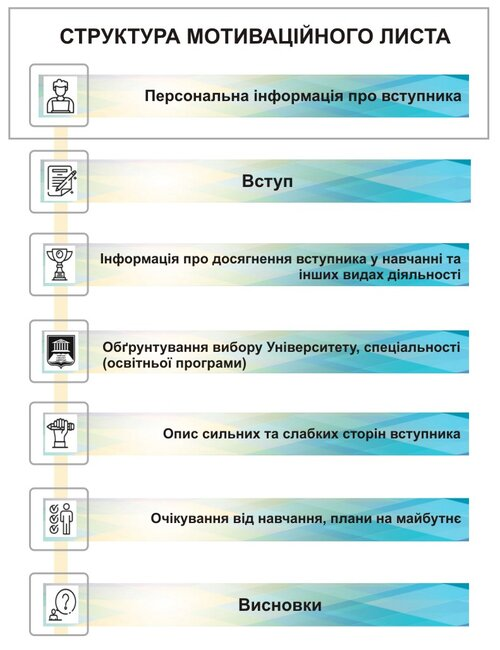 СТРУКТУРА МОТИВАЦІЙНОГО ЛИСТА
Персональна інформація про вступника
Вступ
Інформація про досягнення вступника у навчанні та
інших видах діяльності
Обґрунтування вибору Університету, спеціальності
(освітньої програми)
Опис сильних та слабких сторін вступника
Очікування від навчання, плани на майбутнє
Висновки